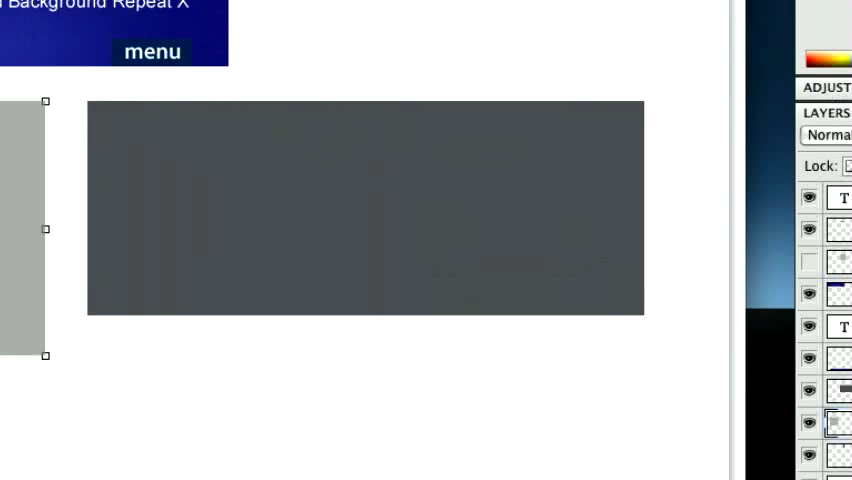 Background Repeat X
menu
ADJUST
LAYERS
Norma
Lock:
T
T